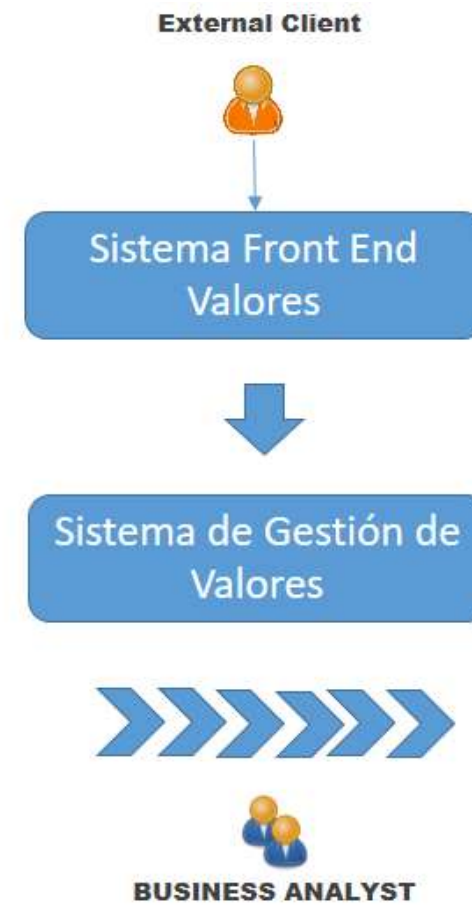 External Client
Sistema Front End
Valores
Sistema de Gestión de
Valores
BUSINESS ANALYST